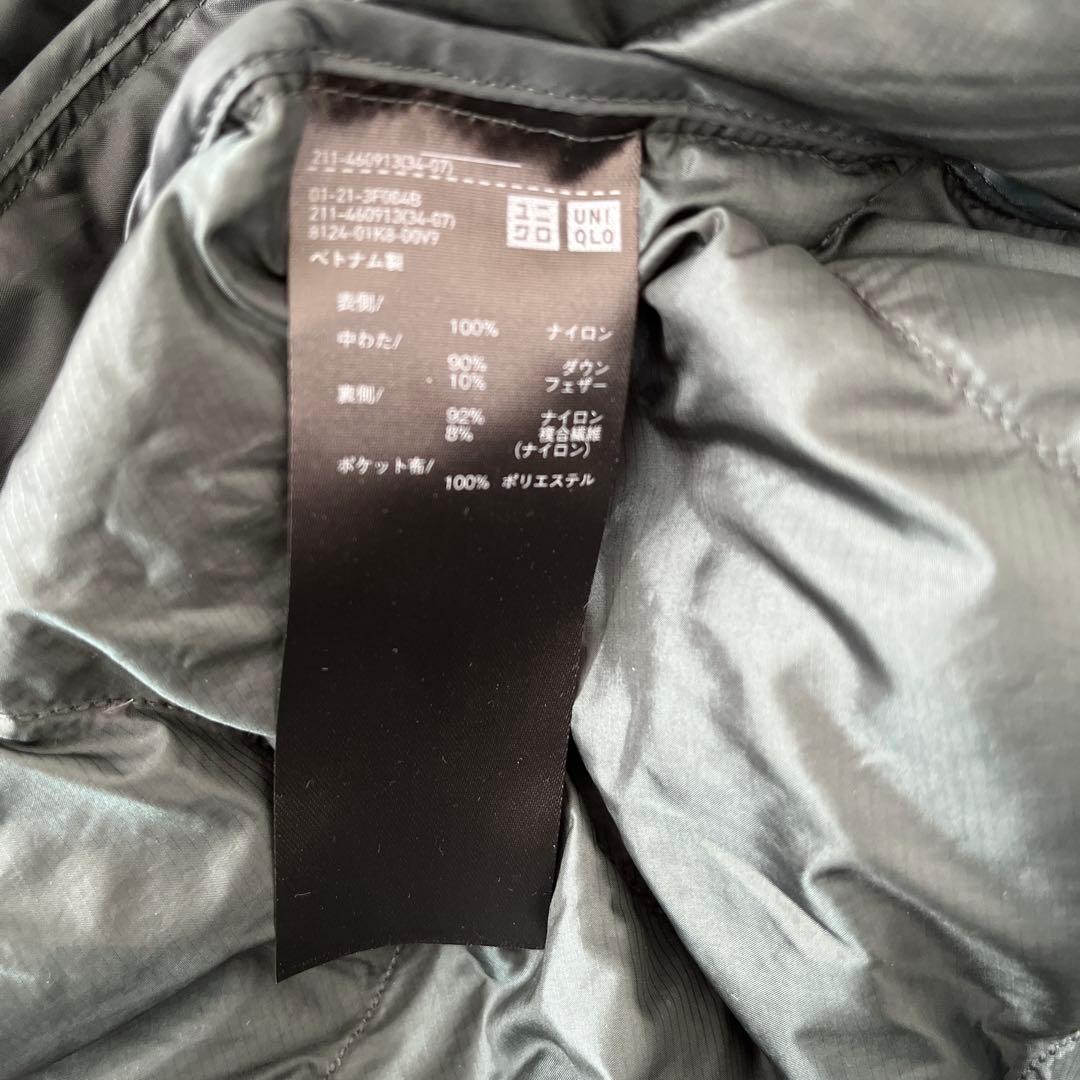 211-460913(34-07)
01-21-3F004B
211-460913(34-07)
8124-01K8-00V9
ユニ
クロ
UNI
QLO
ベトナム製
表側/
100% ナイロン
中わた/
90% ダウン
10% フェザー
裏側/
92% ナイロン
8% 複合繊維
(ナイロン)
ポケット布/
100% ポリエステル